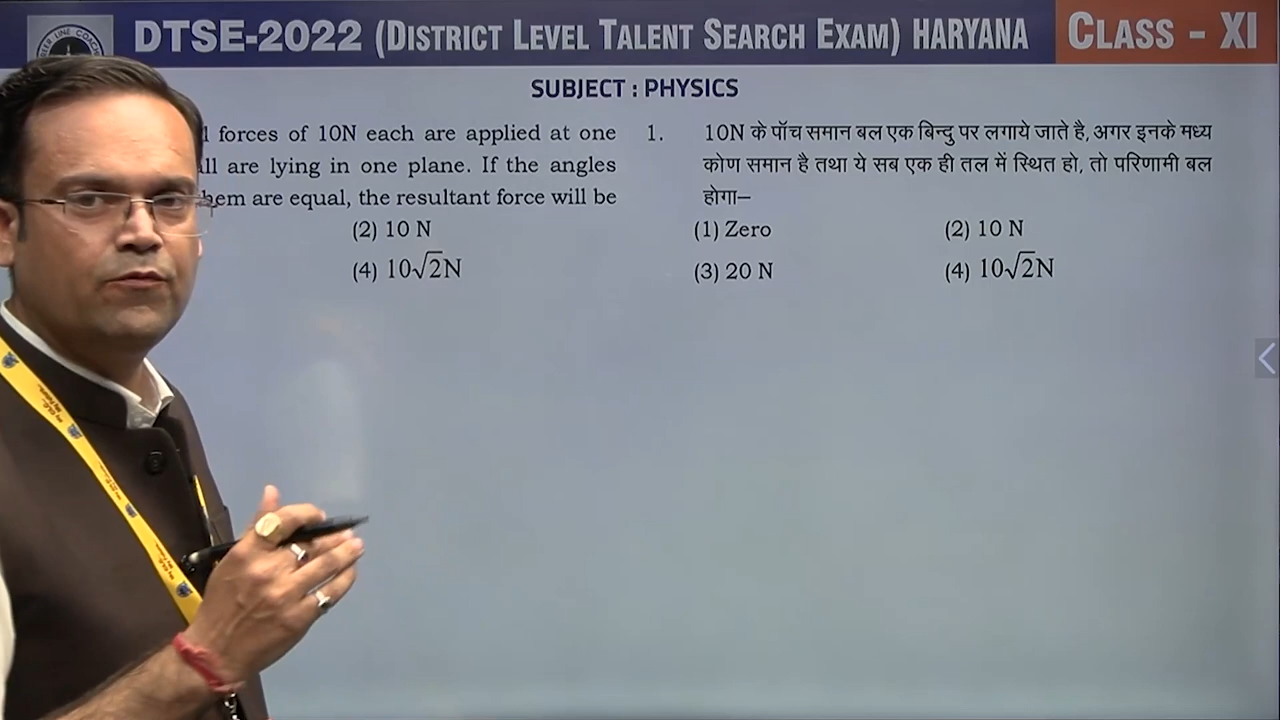 DTSE-2022 (DISTRICT LEVEL TALENT SEARCH EXAM) HARYANA
CLASS - XI
SUBJECT : PHYSICS
forces of 10N each are applied at one
are lying in one plane. If the angles
are equal, the resultant force will be
(2) 10 N
(4) 10√2N
1. 10N के पाँच समान बल एक बिन्दु पर लगाये जाते है, अगर इनके मध्य
कोण समान है तथा ये सब एक ही तल में स्थित हो, तो परिणामी बल
होगा–
(1) Zero (2) 10 N
(3) 20 N (4) 10√2N